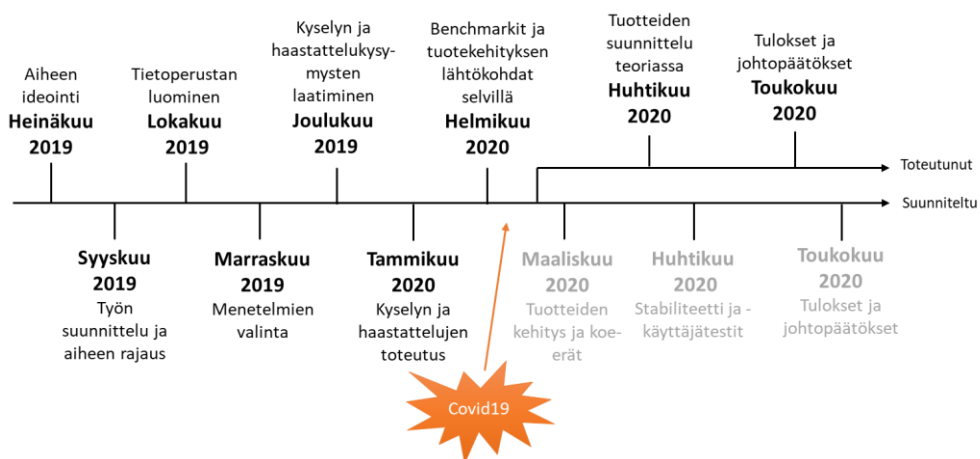 Aiheen
ideointi
Heinäkuu
2019
Tietoperustan
luominen
Lokakuu
2019
Kyselyn ja
haastattelukysy-
mysten
laatiminen
Joulukuu
2019
Benchmarkit ja
tuotekehityksen
lähtökohdat
selvillä
Helmikuu
2020
Tuotteiden
suunnittelu
teoriassa
Huhtikuu
2020
Tulokset ja
johtopäätökset
Toukokuu
2020
Toteutunut
Suunniteltu
Syyskuu
2019
Työn
suunnittelu ja
aiheen rajaus
Marraskuu
2019
Menetelmien
valinta
Tammikuu
2020
Kyselyn ja
haastattelujen
toteutus
Maaliskuu
2020
Tuotteiden
kehitys ja koe-
erät
Huhtikuu
2020
Stabiliteetti ja -
käyttäjätestit
Toukokuu
2020
Tulokset ja
johtopäätökset
Covid19